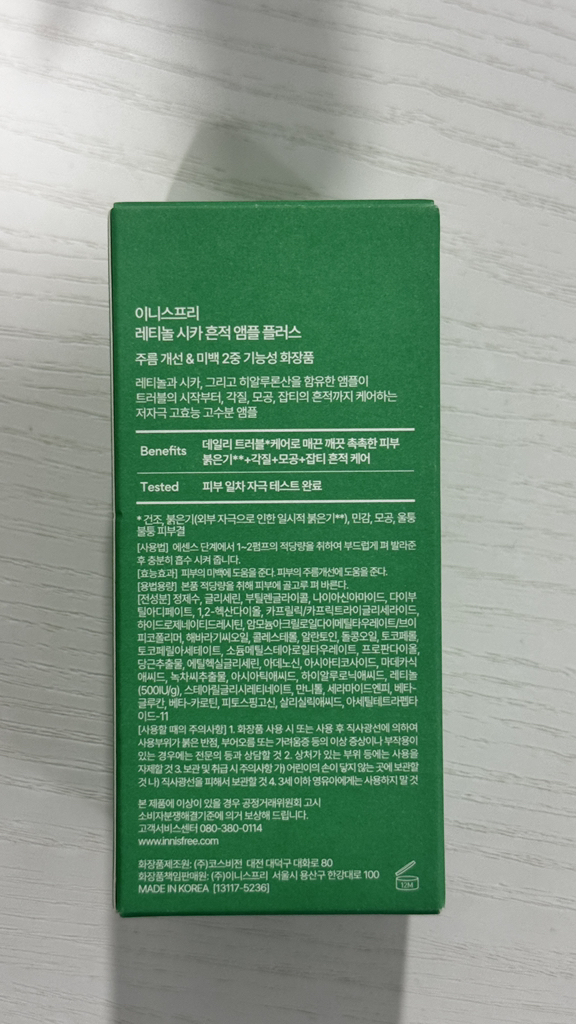 이니스프리
레티놀 시카 흔적 앰플 플러스
주름 개선 & 미백 2중 기능성 화장품
레티놀과 시카, 그리고 히알루론산을 함유한 앰플이
트러블의 시작부터, 각질, 모공, 잡티의 흔적까지 케어하는
저자극 고효능 고수분 앰플
Benefits 데일리 트러블*케어로 매끈 깨끗 촉촉한 피부
붉은기**+각질+모공+잡티 흔적 케어
Tested 피부 일차 자극 테스트 완료
* 건조, 붉은기(외부 자극으로 인한 일시적 붉은기**), 민감, 모공, 울퉁
불퉁 피부결
[사용법] 에센스 단계에서 1~2펌프의 적당량을 취하여 부드럽게 펴 발라준
후 충분히 흡수 시켜 줍니다.
[효능효과] 피부의 미백에 도움을 준다. 피부의 주름개선에 도움을 준다.
[용법용량] 본품 적당량을 취해 피부에 골고루 펴 바른다.
[전성분] 정제수, 글리세린, 부틸렌글라이콜, 나이아신아마이드, 다이부
틸아디페이트, 1,2-헥산다이올, 카프릴릭/카프릭트라이글리세라이드,
하이드로제네이티드레시틴, 암모늄아크릴로일다이메틸타우레이트/브이
피코폴리머, 해바라기씨오일, 콜레스테롤, 알란토인, 돌콩오일, 토코페롤,
토코페릴아세테이트, 소듐메틸스테아로일타우레이트, 프로판다이올,
당근추출물, 에틸헥실글리세린, 아데노신, 아시아티코사이드, 마데카식
애씨드, 녹차씨추출물, 아시아틱애씨드, 하이알루로닉애씨드, 레티놀
(500IU/g), 스테아릴글리시레티네이트, 만니톨, 세라마이드엔피, 베타-
글루칸, 베타-카로틴, 피토스핑고신, 살리실릭애씨드, 아세틸테트라펩타
이드-11
[사용할 때의 주의사항] 1. 화장품 사용 시 또는 사용 후 직사광선에 의하여
사용부위가 붉은 반점, 부어오름 또는 가려움증 등의 이상 증상이나 부작용이
있는 경우에는 전문의 등과 상담할 것 2. 상처가 있는 부위 등에는 사용을
자제할 것 3. 보관 및 취급 시 주의사항 가) 어린이의 손이 닿지 않는 곳에 보관할
것 나) 직사광선을 피해서 보관할 것 4. 3세 이하 영유아에게는 사용하지 말 것
본 제품에 이상이 있을 경우 공정거래위원회 고시
소비자분쟁해결기준에 의거 보상해 드립니다.
고객서비스센터 080-380-0114
www.innisfree.com
화장품제조원: (주)코스비전 대전 대덕구 대화로 80
화장품책임판매원: (주)이니스프리 서울시 용산구 한강대로 100
MADE IN KOREA [13117-5236]
12M